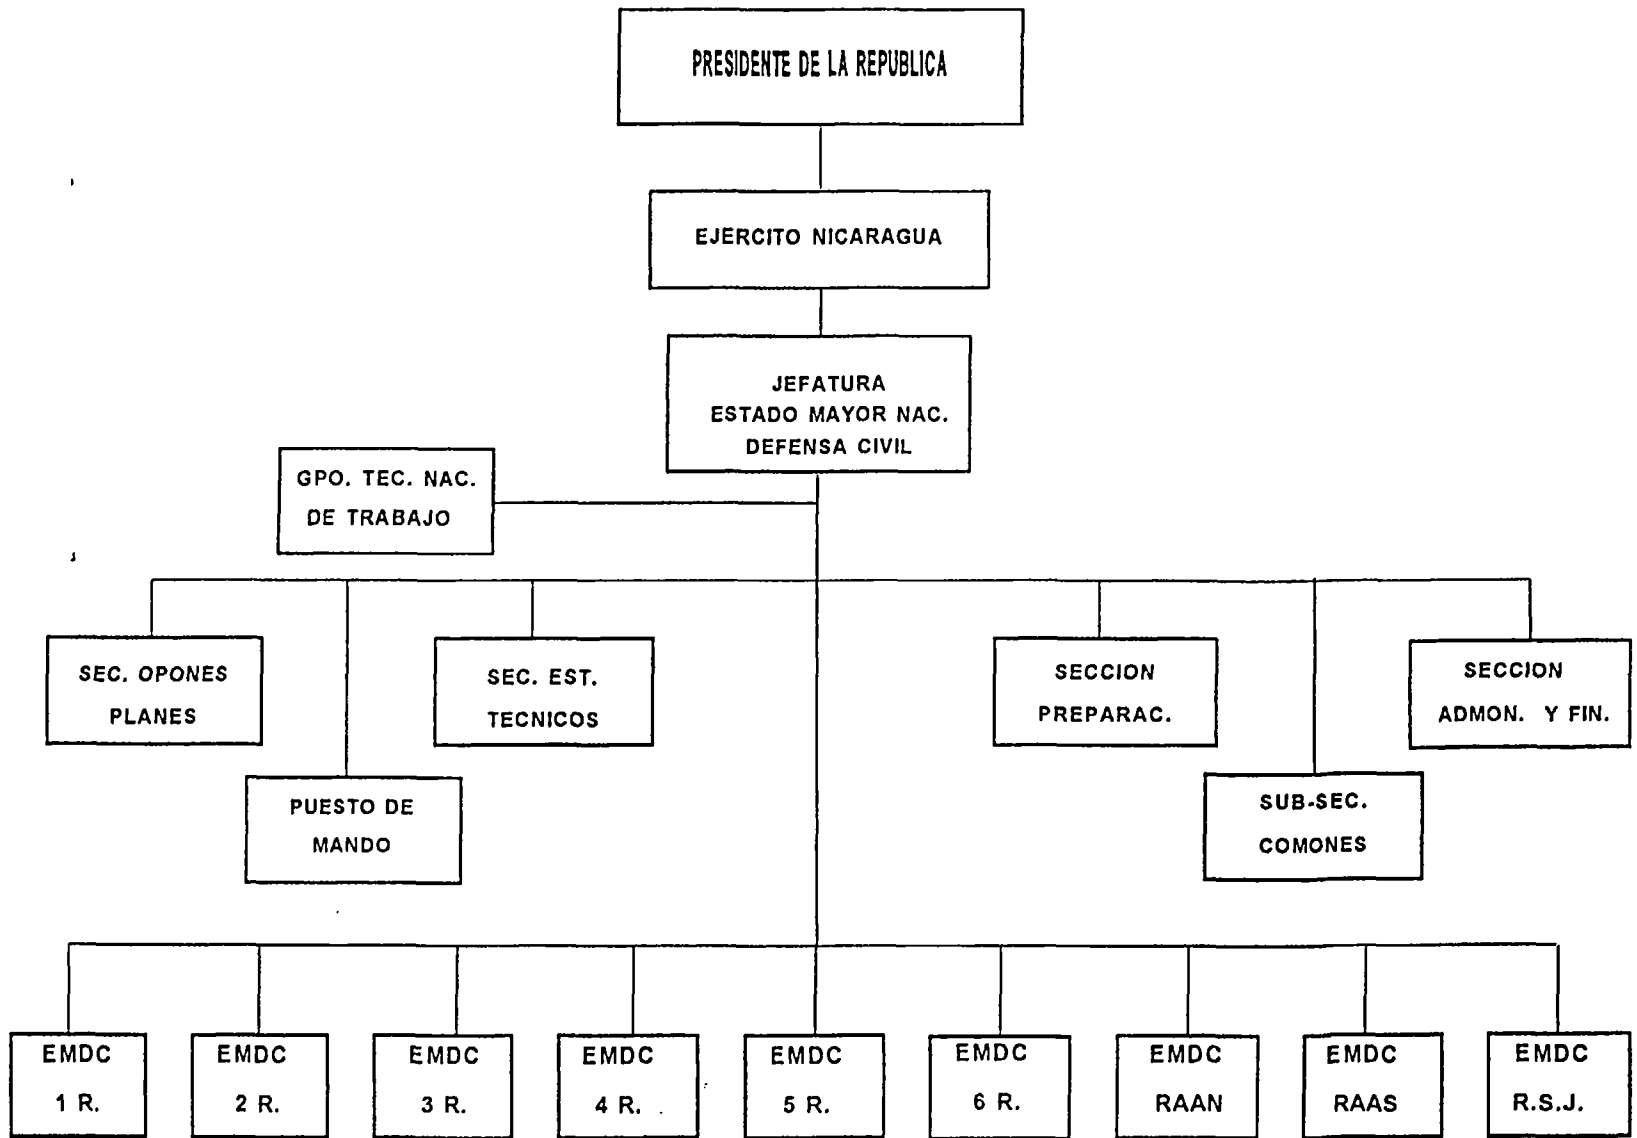 PRESIDENTE DE LA REPUBLICA
EJERCITO NICARAGUA
JEFATURA
ESTADO MAYOR NAC.
DEFENSA CIVIL
GPO. TEC. NAC.
DE TRABAJO
SEC. OPONES
PLANES
PUESTO DE
MANDO
SEC. EST.
TECNICOS
SECCION
PREPARAC.
SUB-SEC.
COMONES
SECCION
ADMON. Y FIN.
EMDC
1 R.
EMDC
2 R.
EMDC
3 R.
EMDC
4 R.
EMDC
5 R.
EMDC
6 R.
EMDC
RAAN
EMDC
RAAS
EMDC
R.S.J.